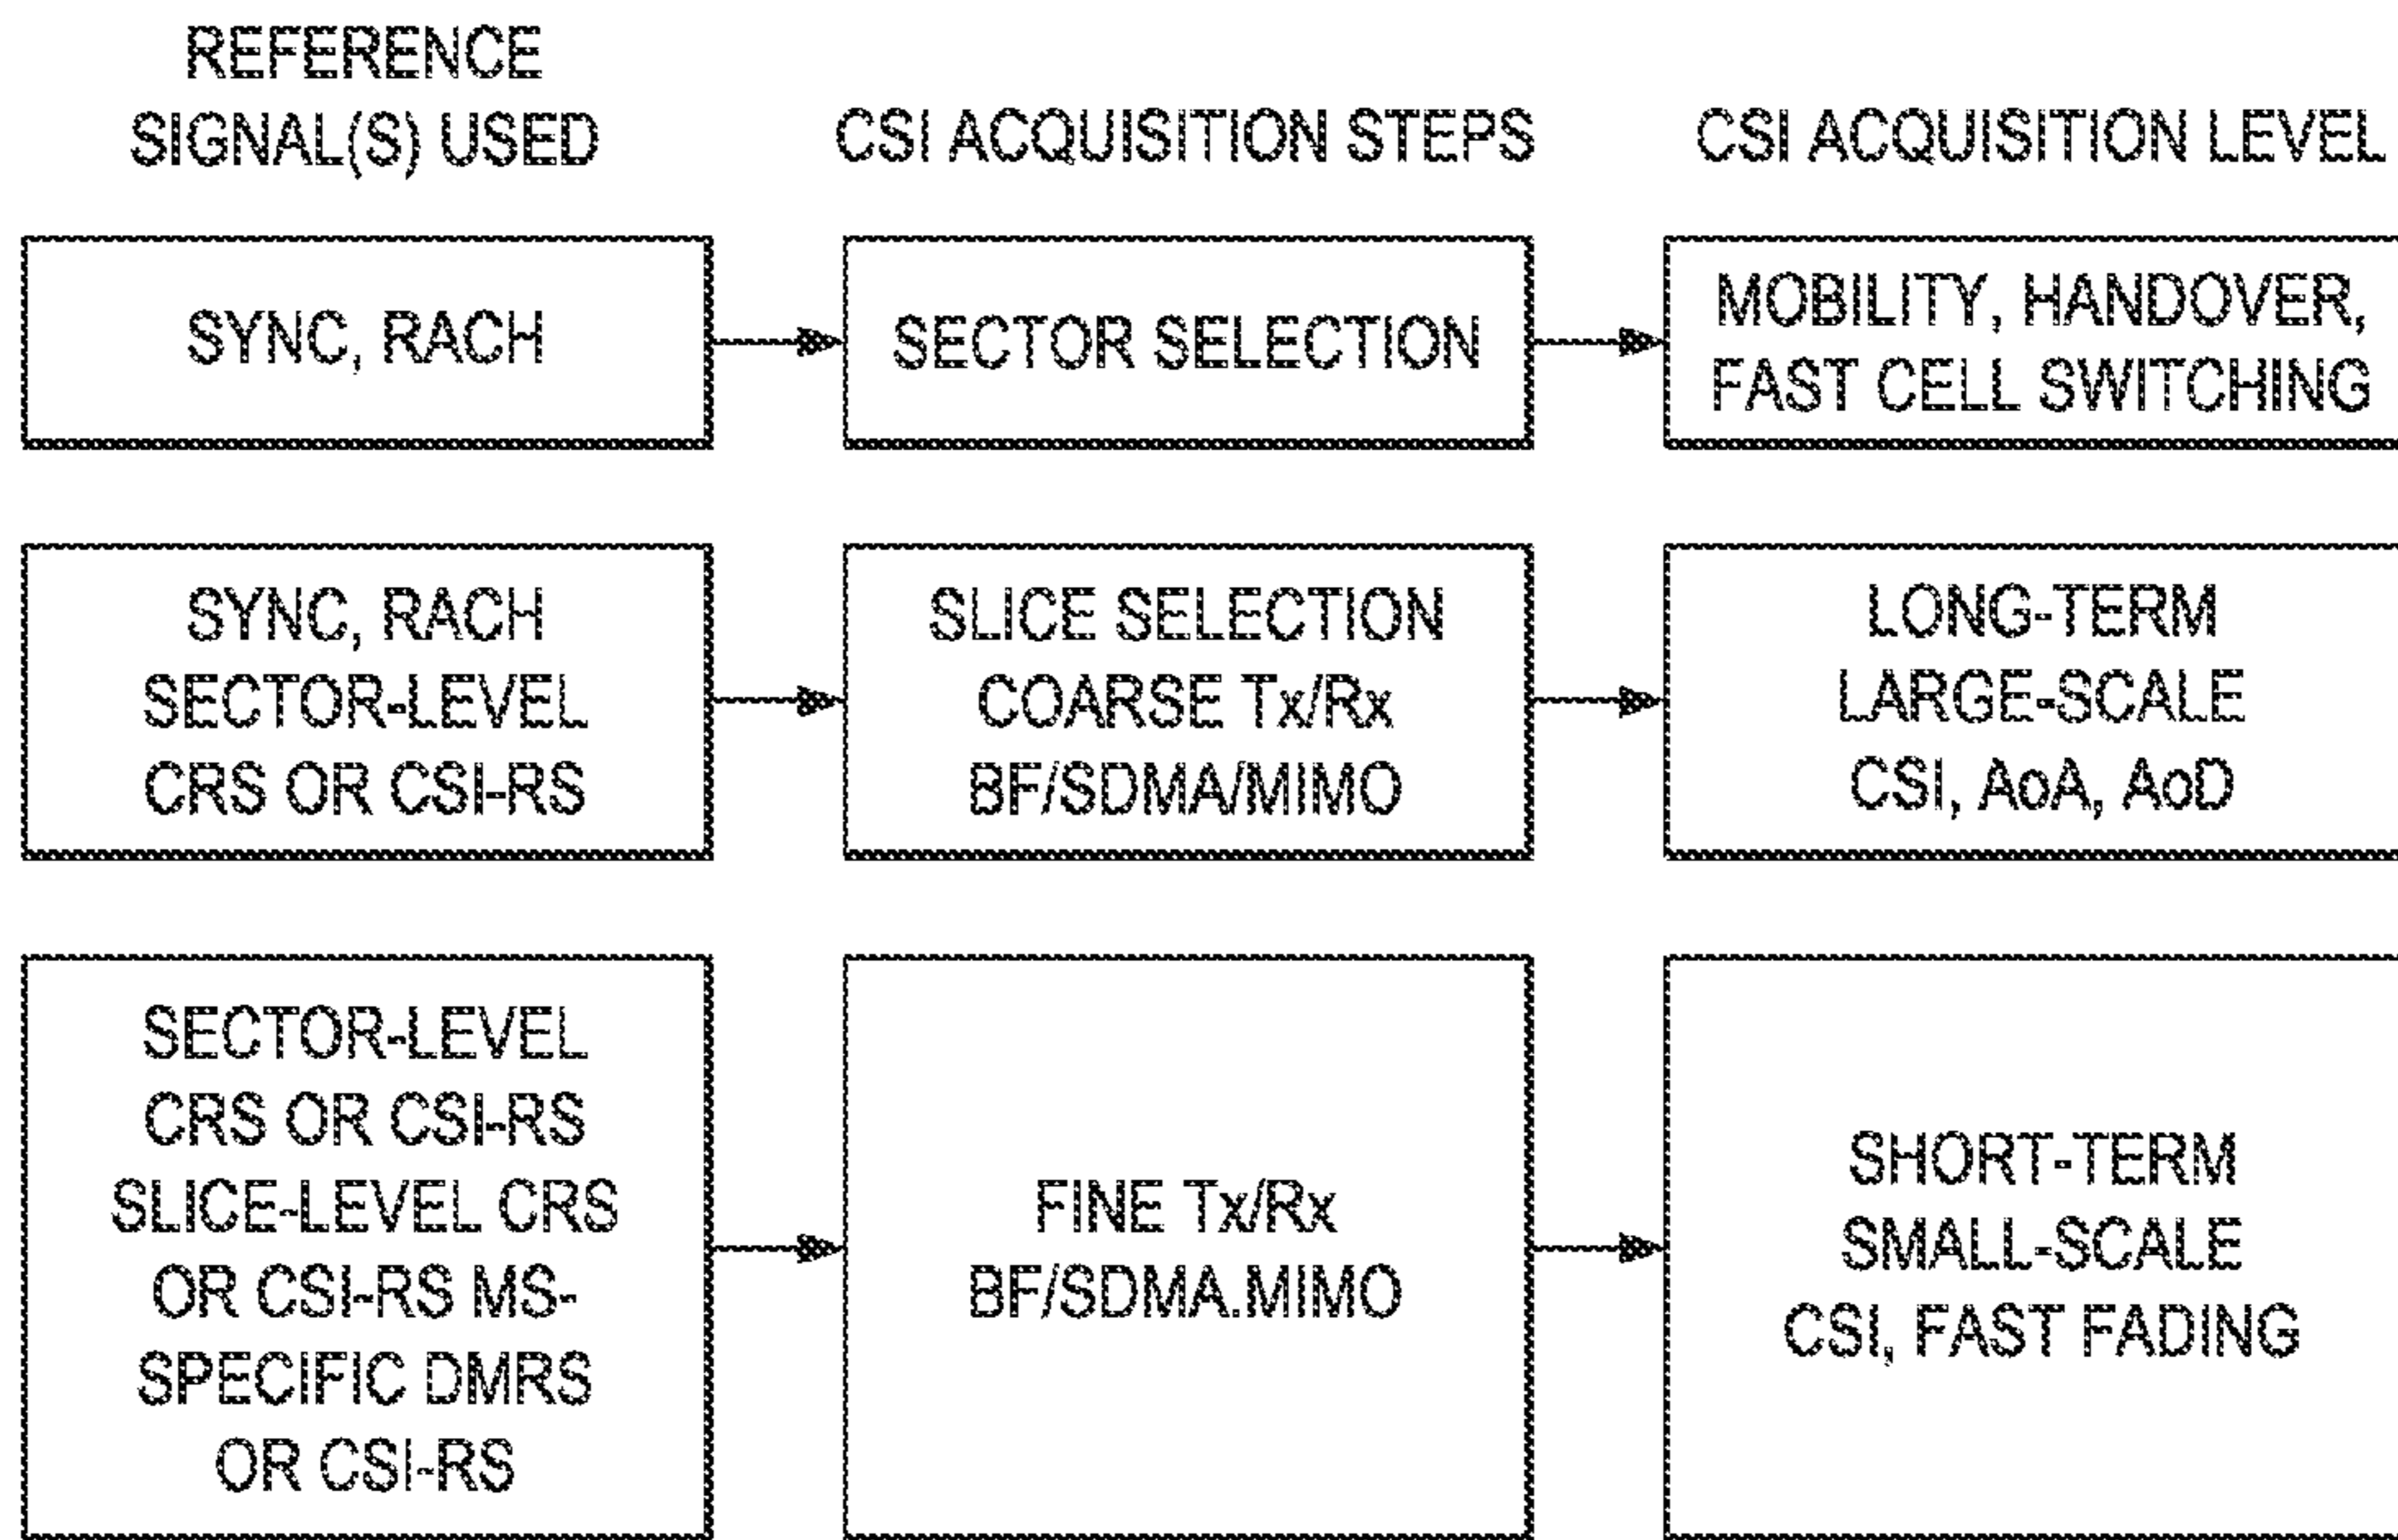 REFERENCE
SIGNAL(S) USED
CSI ACQUISITION STEPS
CSI ACQUISITION LEVEL
SYNC, RACH
SECTOR SELECTION
MOBILITY, HANDOVER,
FAST CELL SWITCHING
SYNC, RACH
SECTOR-LEVEL
CRS OR CSI-RS
SLICE SELECTION
COARSE Tx/Rx
BF/SDMA/MIMO
LONG-TERM
LARGE-SCALE
CSI, AoA, AoD
SECTOR-LEVEL
CRS OR CSI-RS
SLICE-LEVEL CRS
OR CSI-RS MS-
SPECIFIC DMRS
OR CSI-RS
FINE Tx/Rx
BF/SDMA.MIMO
SHORT-TERM
SMALL-SCALE
CSI, FAST FADING